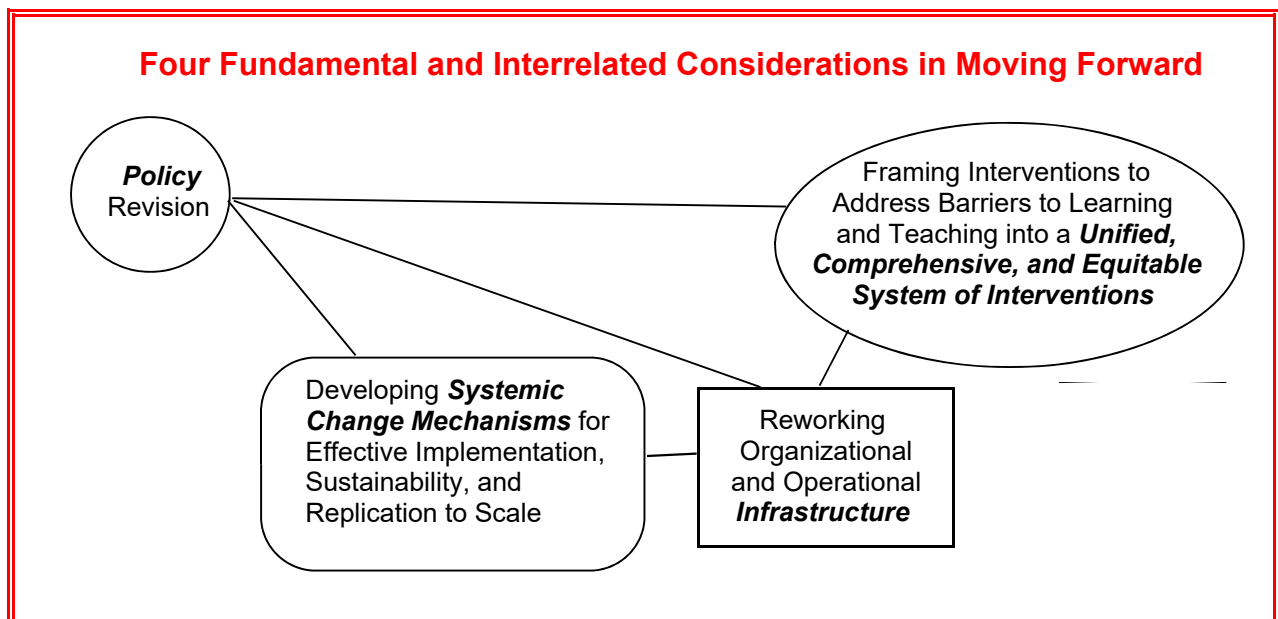 Four Fundamental and Interrelated Considerations in Moving Forward
Policy
Revision
Framing Interventions to
Address Barriers to Learning
and Teaching into a Unified,
Comprehensive, and Equitable
System of Interventions
Developing Systemic
Change Mechanisms for
Effective Implementation,
Sustainability, and
Replication to Scale
Reworking
Organizational
and Operational
Infrastructure